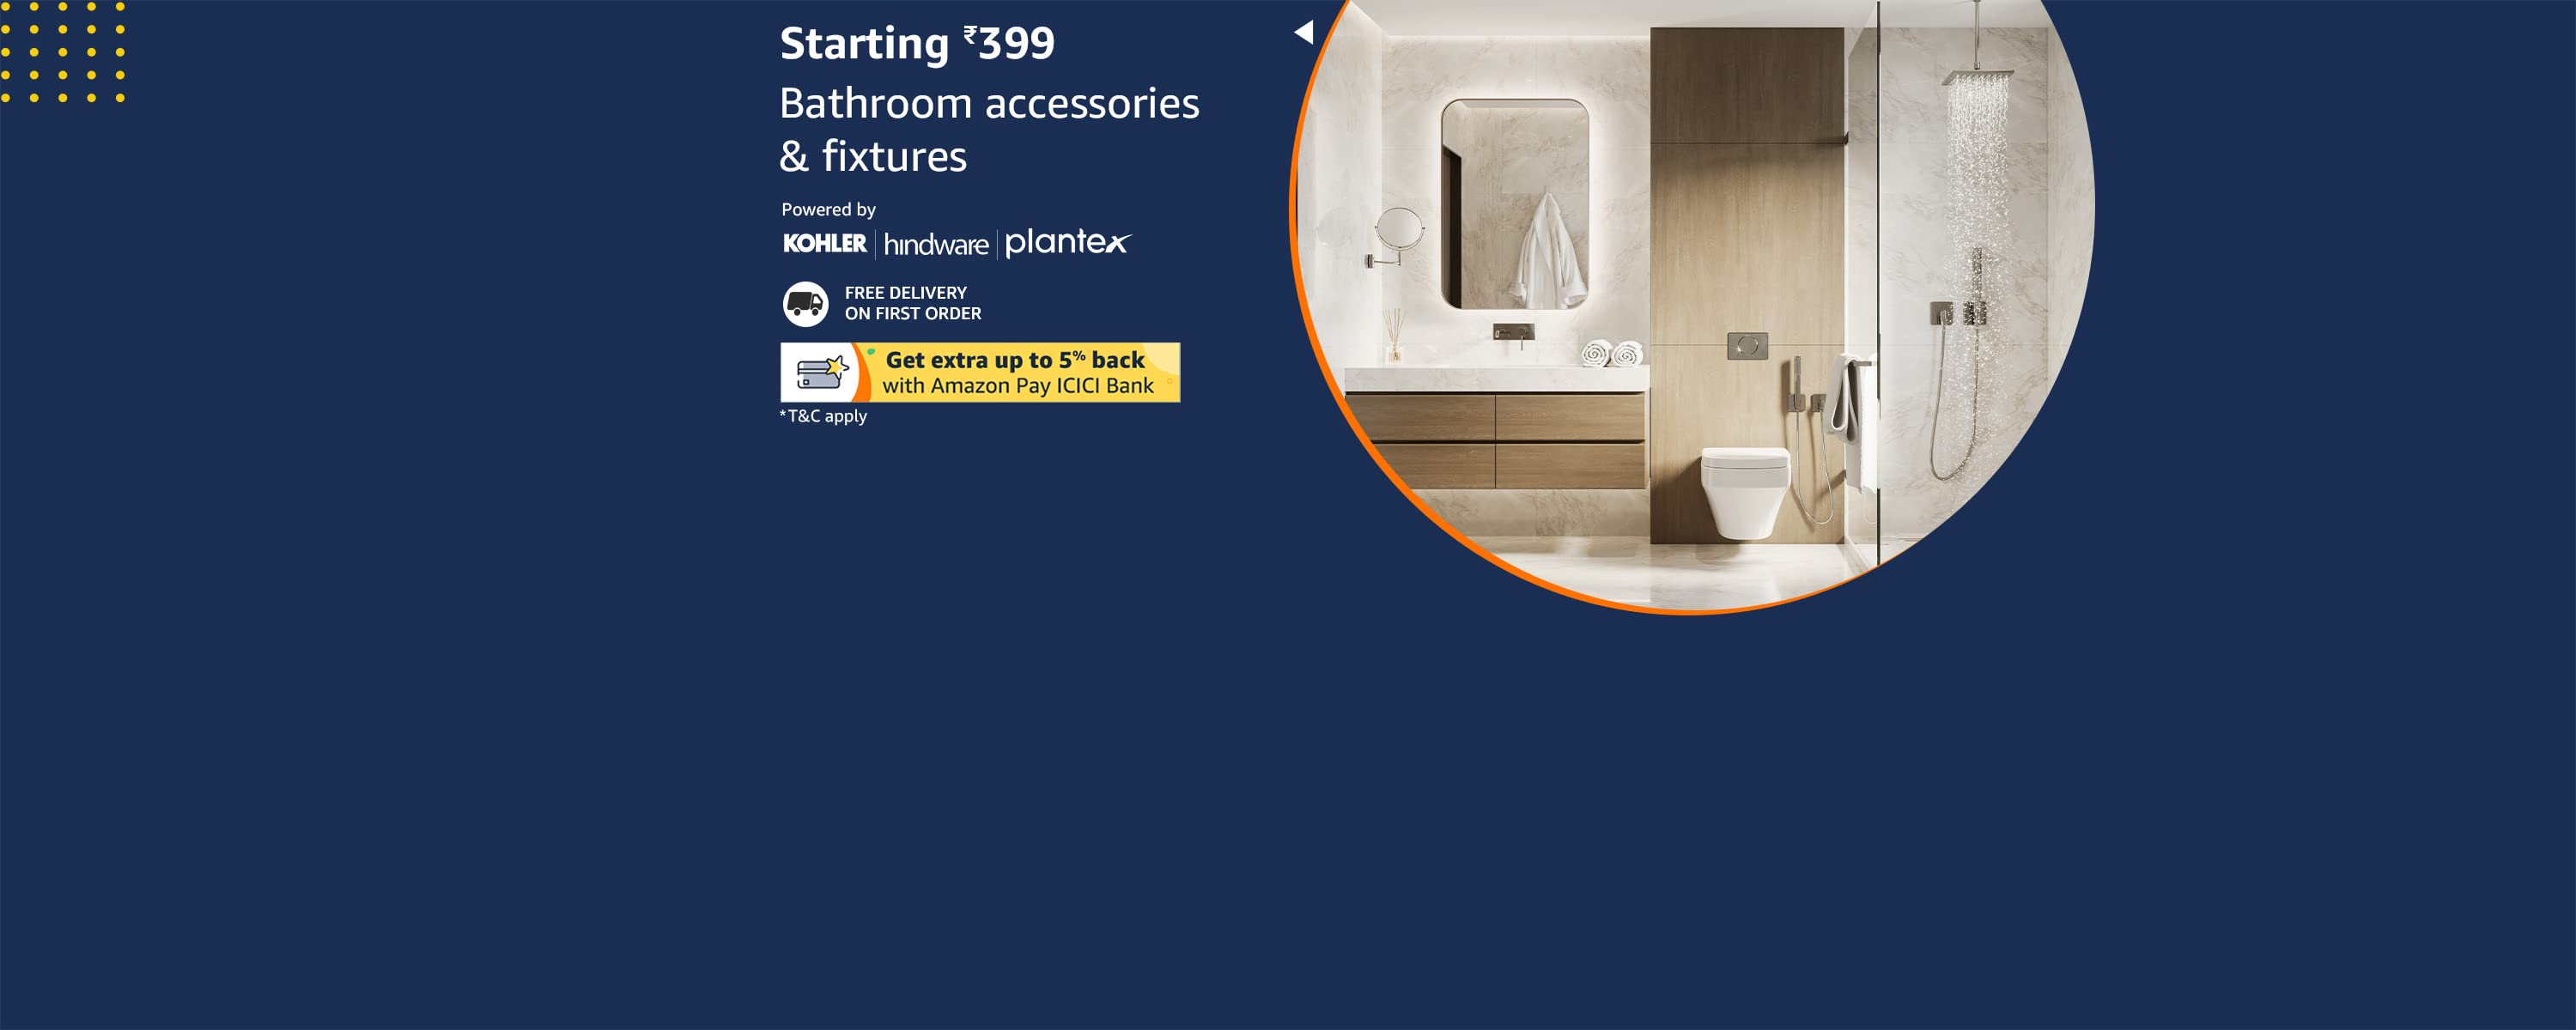 Starting ₹399
Bathroom accessories
& fixtures
Powered by
KOHLER hindware plantex
FREE DELIVERY
ON FIRST ORDER
Get extra up to 5% back
with Amazon Pay ICICI Bank
*T&C apply